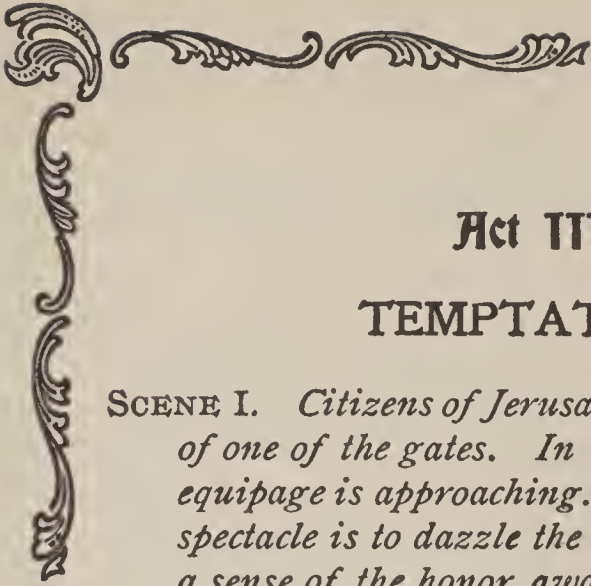 Act II
TEMPTAT
SCENE I. Citizens of Jerusa
of one of the gates. In
equipage is approaching.
spectacle is to dazzle the
a sense of the honor awa